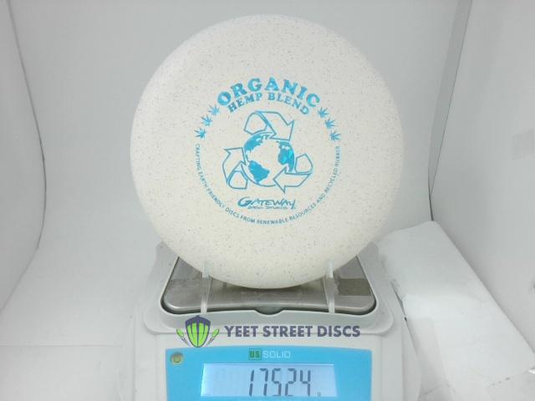 ORGANIC
HEMP BLEND
CRAFTING EARTH FRIENDLY DISCS FROM RENEWABLE RESOURCES AND RECYCLED RUBBER
GATEWAY
YEET STREET DISCS
SOLID
175.24